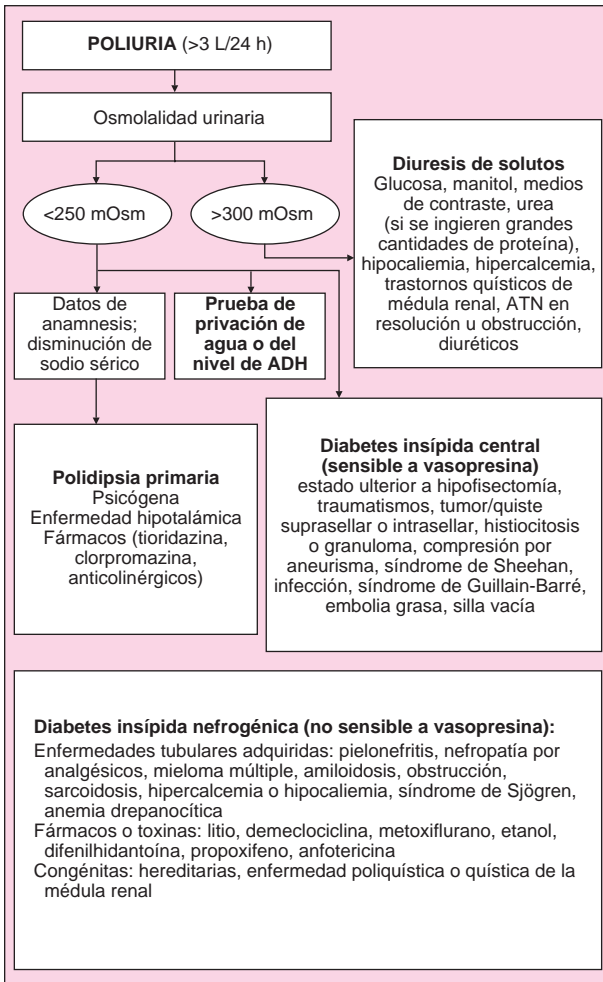 POLIURIA (>3 L/24 h)
Osmolalidad urinaria
<250 mOsm
>300 mOsm
Diuresis de solutos
Glucosa, manitol, medios
de contraste, urea
(si se ingieren grandes
cantidades de proteína),
hipocaliemia, hipercalcemia,
trastornos quísticos de
médula renal, ATN en
resolución u obstrucción,
diuréticos
Datos de
anamnesis;
disminución de
sodio sérico
Prueba de
privación de
agua o del
nivel de ADH
Polidipsia primaria
Psicógena
Enfermedad hipotalámica
Fármacos (tioridazina,
clorpromazina,
anticolinérgicos)
Diabetes insípida central
(sensible a vasopresina)
estado ulterior a hipofisectomía,
traumatismos, tumor/quiste
suprasellar o intrasellar, histiocitosis
o granuloma, compresión por
aneurisma, síndrome de Sheehan,
infección, síndrome de Guillain-Barré,
embolia grasa, silla vacía
Diabetes insípida nefrogénica (no sensible a vasopresina):
Enfermedades tubulares adquiridas: pielonefritis, nefropatía por
analgésicos, mieloma múltiple, amiloidosis, obstrucción,
sarcoidosis, hipercalcemia o hipocaliemia, síndrome de Sjögren,
anemia drepanocítica
Fármacos o toxinas: litio, demeclociclina, metoxiflurano, etanol,
difenilhidantoína, propoxifeno, anfotericina
Congénitas: hereditarias, enfermedad poliquística o quística de la
médula renal